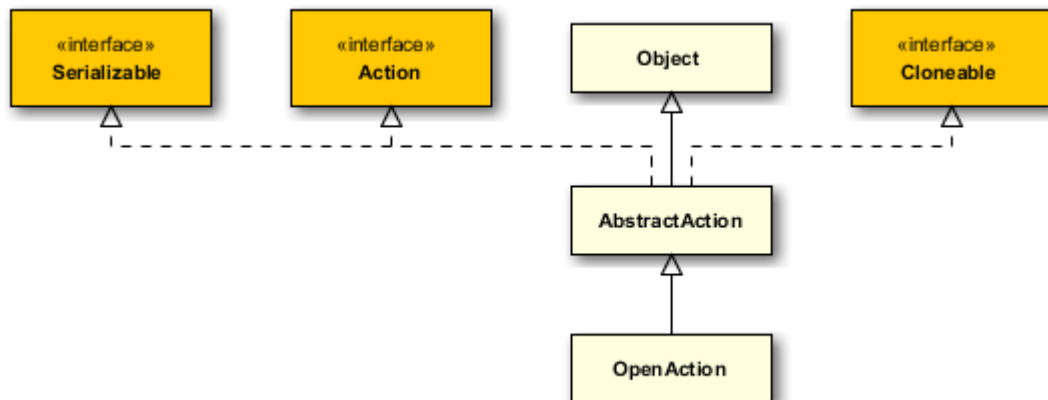 «interface»
Serializable
«interface»
Action
Object
«interface»
Cloneable
AbstractAction
OpenAction